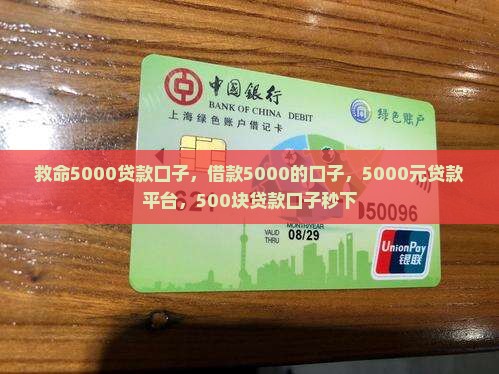 中国银行
BANK OF CHINA DEBIT
上海绿色账户借记卡
绿色账户
救命5000贷款口子，借款5000的口子，5000元贷款
平台，500块贷款口子秒下
621
050096
MONTH/YEAR
VALID
THRU
08/29
UnionPay
银联